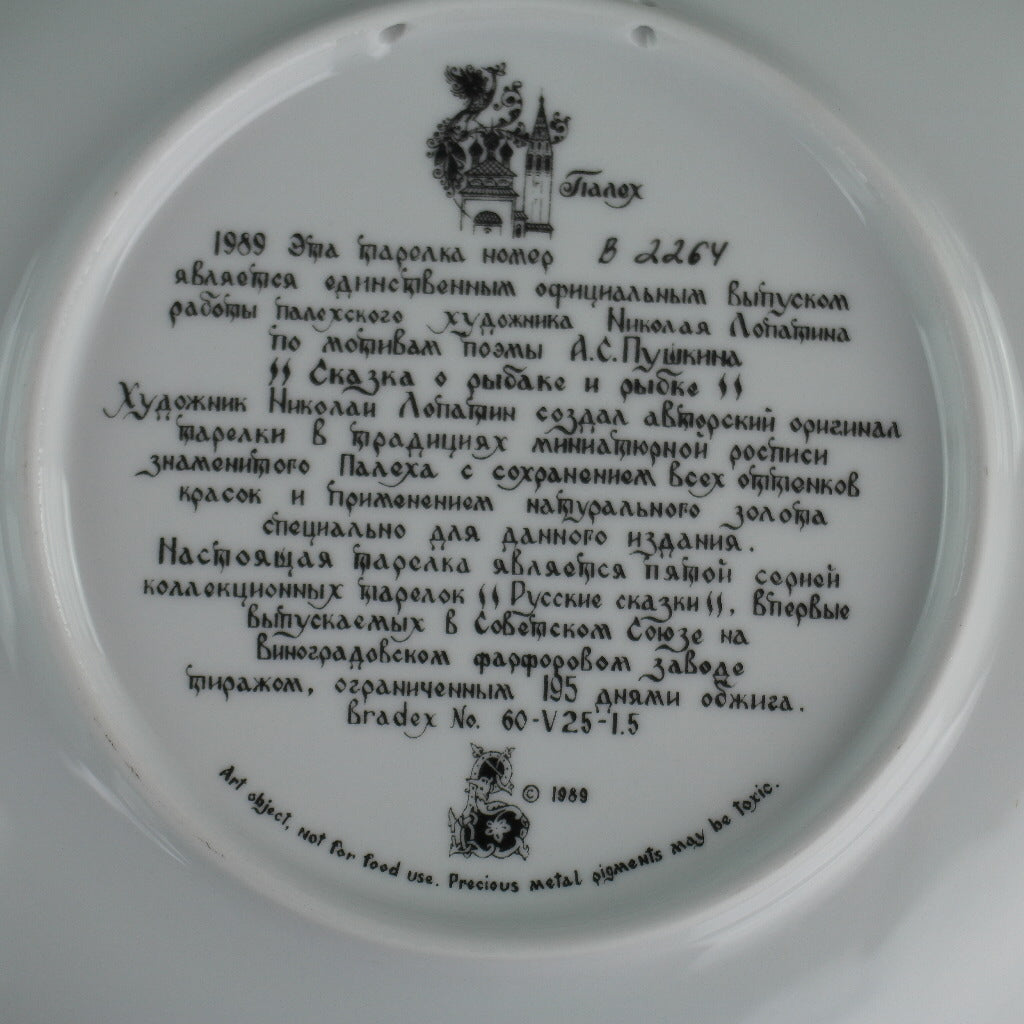 Палех
1989 Эта тарелка номер В 2264
является единственным официальным выпуском
работы палехского художника Николая Лопатина
по мотивам поэмы А.С.Пушкина
"Сказка о рыбаке и рыбке"
Художник Николай Лопатин создал авторский оригинал
тарелки в традициях миниатюрной росписи
знаменитого Палеха с сохранением всех оттенков
красок и применением натурального золота
специально для данного издания.
Настоящая тарелка является пятой серией
коллекционных тарелок "Русские сказки", впервые
выпускаемых в Советском Союзе на
Виноградовском фарфоровом заводе
тиражом, ограниченным 195 днями обжига.
Bradex No. 60-V25-1.5
© 1989
Art object, not for food use. Precious metal pigments may be toxic.